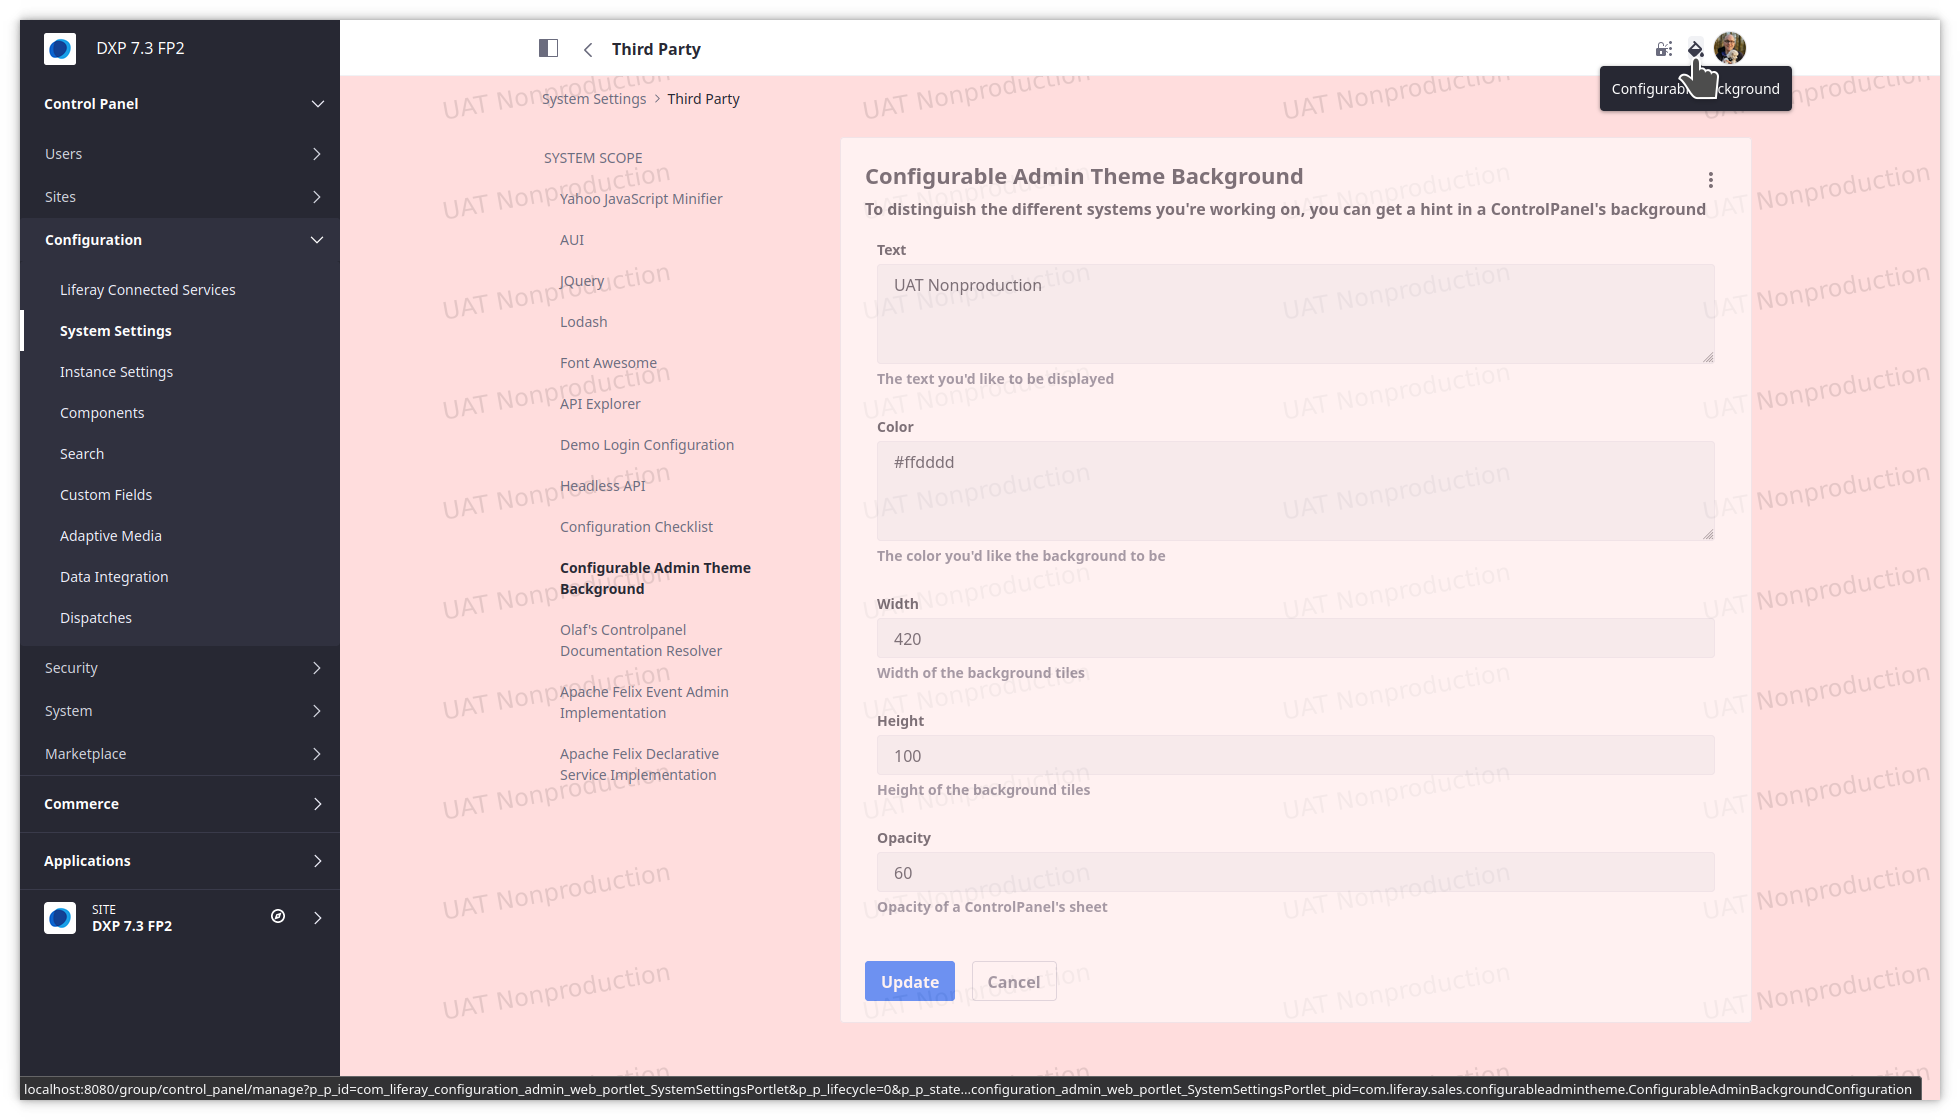 DXP 7.3 FP2
Control Panel
Users
Sites
Configuration
Liferay Connected Services
System Settings
Instance Settings
Components
Search
Custom Fields
Adaptive Media
Data Integration
Dispatches
Security
System
Marketplace
Commerce
Applications
SITE
DXP 7.3 FP2
Third Party
System Settings > Third Party
SYSTEM SCOPE
Yahoo JavaScript Minifier
AUI
JQuery
Lodash
Font Awesome
API Explorer
Demo Login Configuration
Headless API
Configuration Checklist
Configurable Admin Theme
Background
Olaf's Controlpanel
Documentation Resolver
Apache Felix Event Admin
Implementation
Apache Felix Declarative
Service Implementation
Configurable Admin Theme Background
To distinguish the different systems you're working on, you can get a hint in a ControlPanel's background
Text
UAT Nonproduction
The text you'd like to be displayed
Color
#ffdddd
The color you'd like the background to be
Width
420
Width of the background tiles
Height
100
Height of the background tiles
Opacity
60
Opacity of a ControlPanel's sheet
Update Cancel
UAT Nonproduction
localhost:8080/group/control_panel/manage?p_p_id=com_liferay_configuration_admin_web_portlet_SystemSettingsPortlet&p_p_lifecycle=0&p_p_state...configuration_admin_web_portlet_SystemSettingsPortlet_pid=com.liferay.sales.configurableadmintheme.ConfigurableAdminBackgroundConfiguration